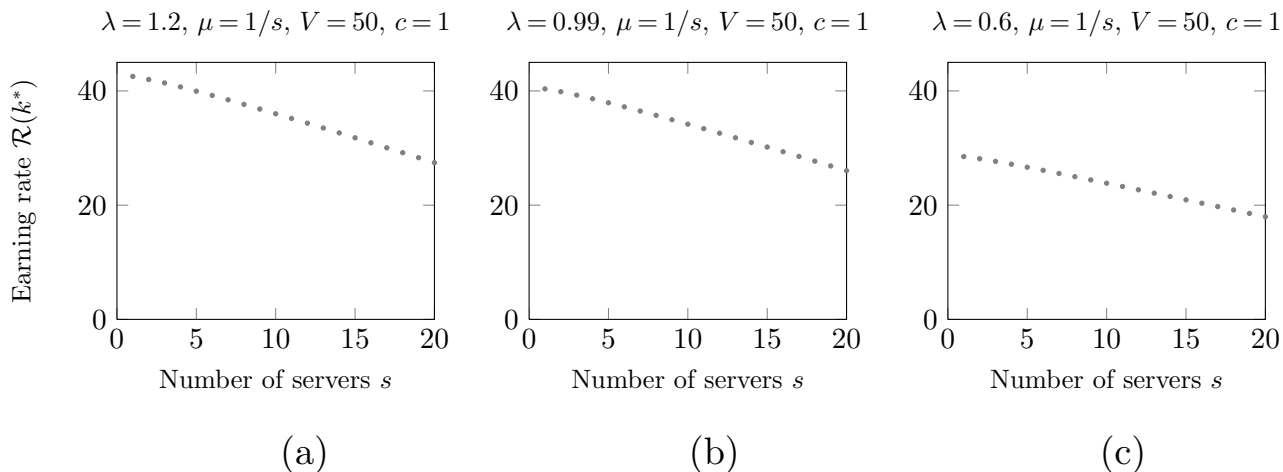 λ = 1.2, μ = 1/s, V = 50, c = 1
Earning rate R(k*)
40
20
0
0 5 10 15 20
Number of servers s
(a)
λ = 0.99, μ = 1/s, V = 50, c = 1
40
20
0
0 5 10 15 20
Number of servers s
(b)
λ = 0.6, μ = 1/s, V = 50, c = 1
40
20
0
0 5 10 15 20
Number of servers s
(c)